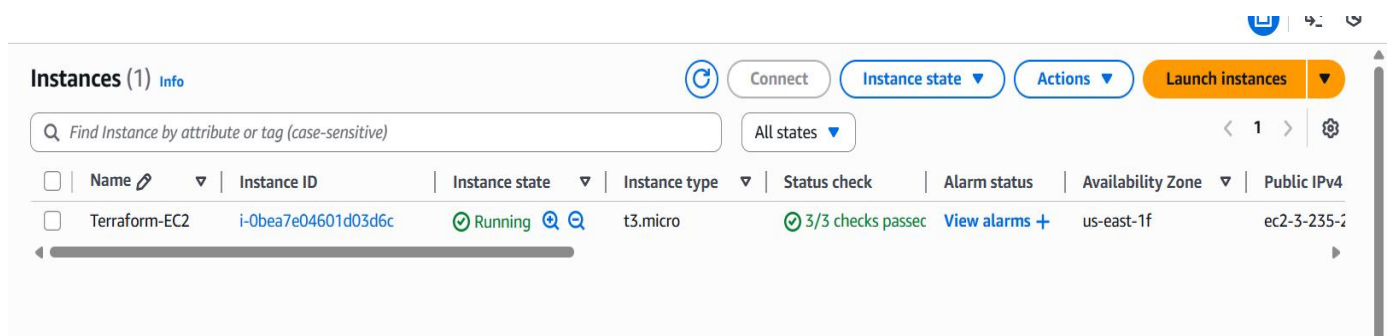 Instances (1) Info
Connect
Instance state
Actions
Launch instances
Find Instance by attribute or tag (case-sensitive)
All states
1
Name Instance ID Instance state Instance type Status check Alarm status Availability Zone Public IPv4
Terraform-EC2 i-0bea7e04601d03d6c Running t3.micro 3/3 checks passec View alarms + us-east-1f ec2-3-235-2